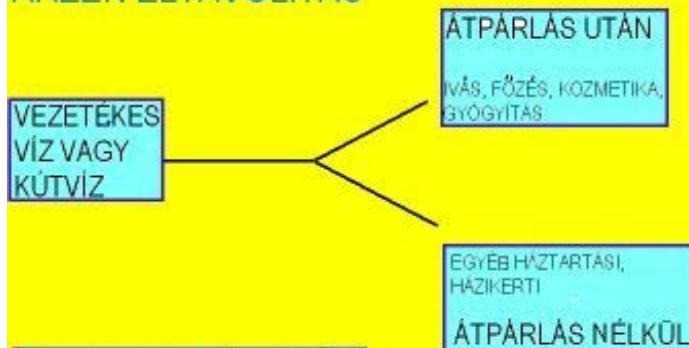 VEZETÉKES
VÍZ VAGY
KÚTVÍZ
ÁTPÁRLÁS UTÁN
IVÁS, FŐZÉS, KOZMETIKA,
GYÓGYÍTÁS
EGYÉB HÁZTARTÁSI,
HÁZIKERTI
ÁTPÁRLÁS NÉLKÜL